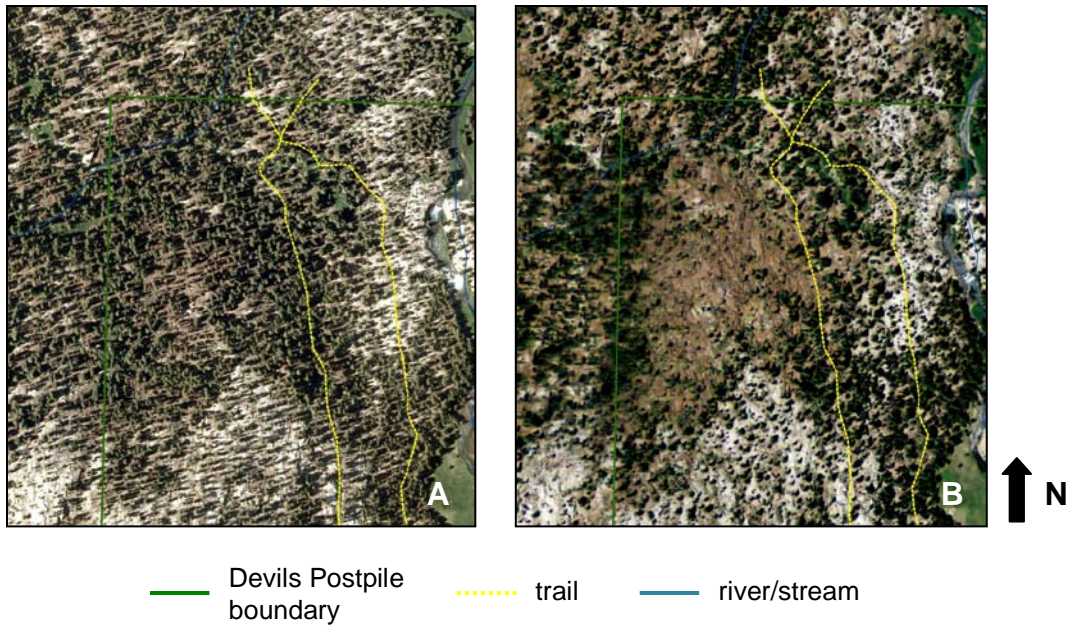 A
B
N
Devils Postpile
boundary
trail
river/stream